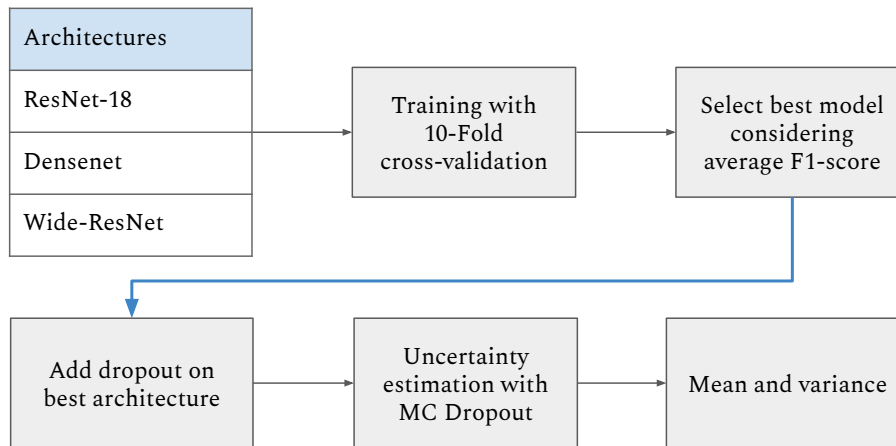 Architectures
ResNet-18
Densenet
Wide-ResNet
Training with
10-Fold
cross-validation
Select best model
considering
average F1-score
Add dropout on
best architecture
Uncertainty
estimation with
MC Dropout
Mean and variance